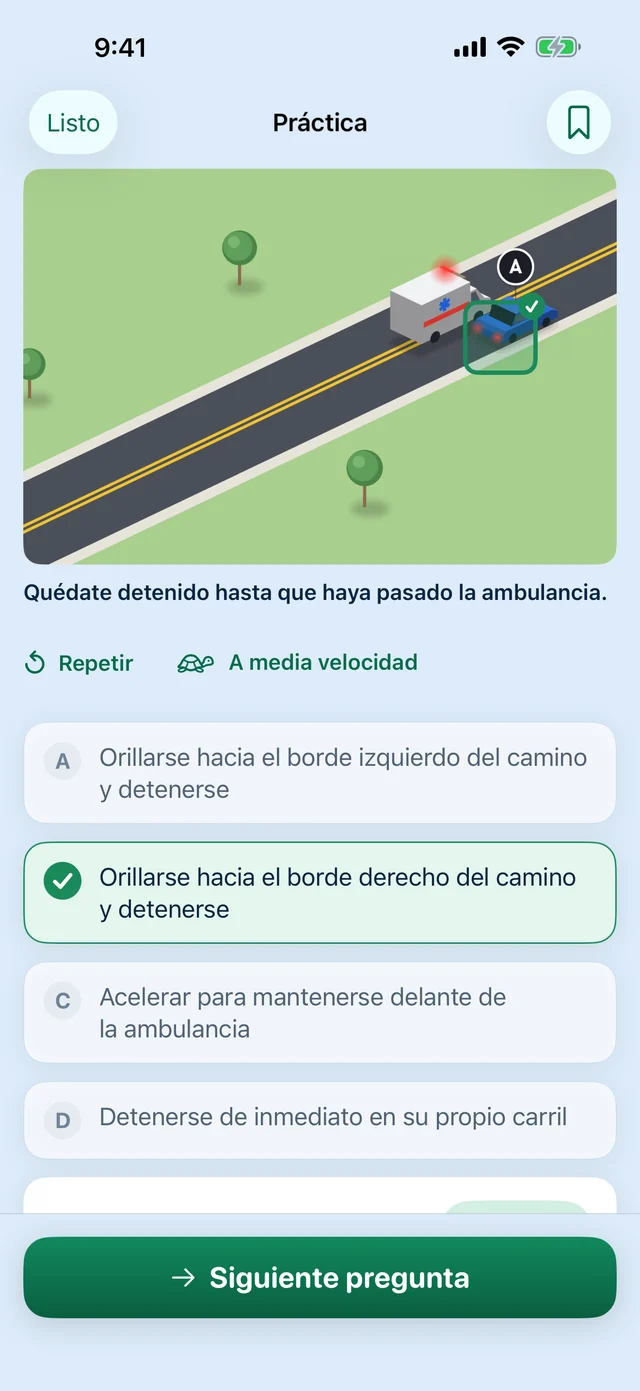 9:41
Listo
Práctica
A
Quédate detenido hasta que haya pasado la ambulancia.
Repetir
A media velocidad
A
Orillarse hacia el borde izquierdo del camino
y detenerse
Orillarse hacia el borde derecho del camino
y detenerse
C
Acelerar para mantenerse delante de
la ambulancia
D
Detenerse de inmediato en su propio carril
Siguiente pregunta